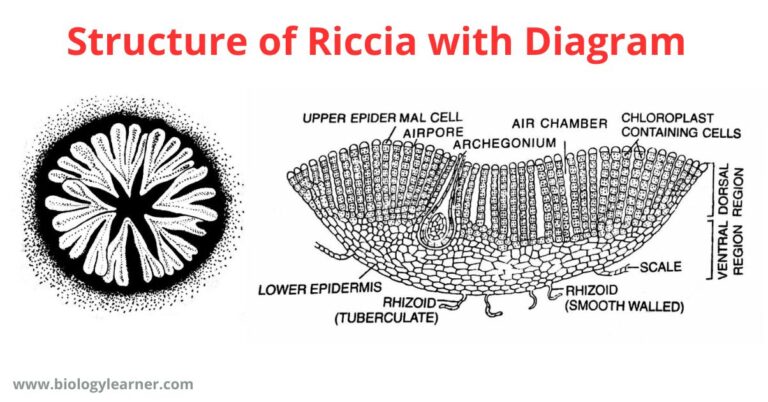 Structure of Riccia with Diagram
UPPER EPIDER MAL CELL
AIRPORE
ARCHEGONIUM
AIR CHAMBER
CHLOROPLAST
CONTAINING CELLS
VENTRAL DORSAL
REGION REGION
SCALE
LOWER EPIDERMIS
RHIZOID
(TUBERCULATE)
RHIZOID
(SMOOTH WALLED)
www.biologylearner.com